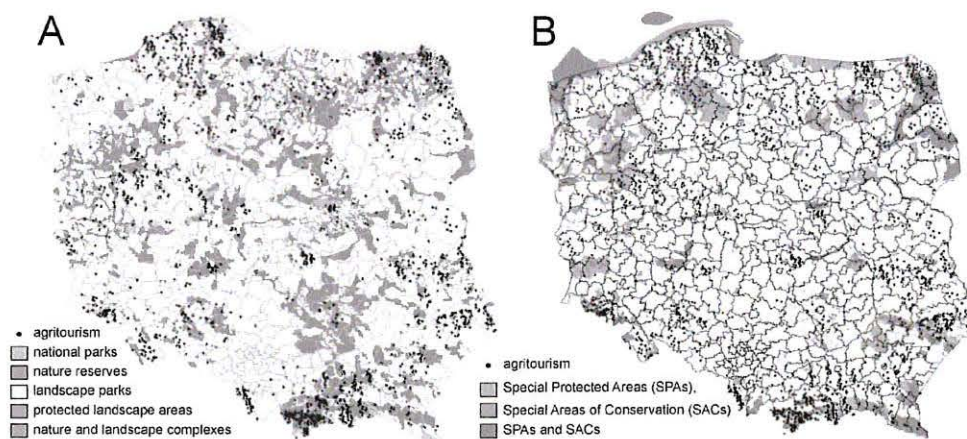 A
B
agritourism
national parks
nature reserves
landscape parks
protected landscape areas
nature and landscape complexes
agritourism
Special Protected Areas (SPAs),
Special Areas of Conservation (SACs)
SPAs and SACs